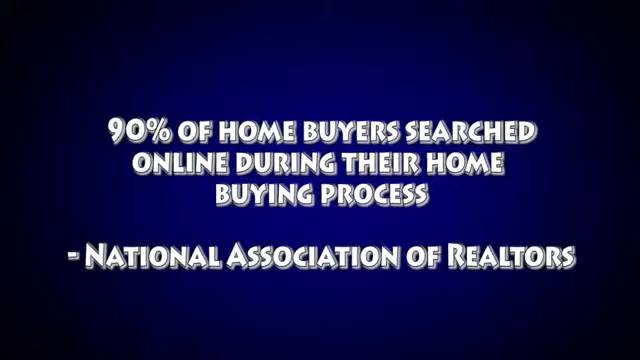 90% OF HOME BUYERS SEARCHED
ONLINE DURING THEIR HOME
BUYING PROCESS
- NATIONAL ASSOCIATION OF REALTORS